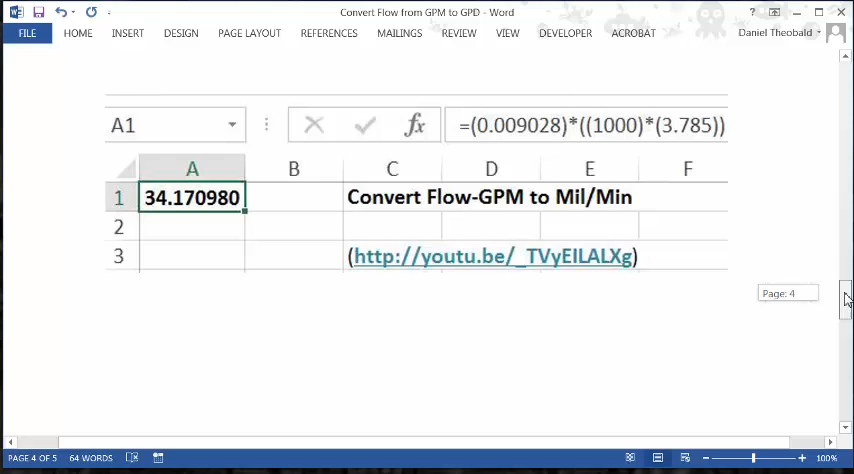 Convert Flow from GPM to GPD - Word
FILE HOME INSERT DESIGN PAGE LAYOUT REFERENCES MAILINGS REVIEW VIEW DEVELOPER ACROBAT Daniel Theobald
A1 fx =(0.009028)*((1000)*(3.785))
A B C D E F
1 34.170980 Convert Flow-GPM to Mil/Min
2
3 (http://youtu.be/_TVyEILALXg)
Page: 4
PAGE 4 OF 5 64 WORDS 100%